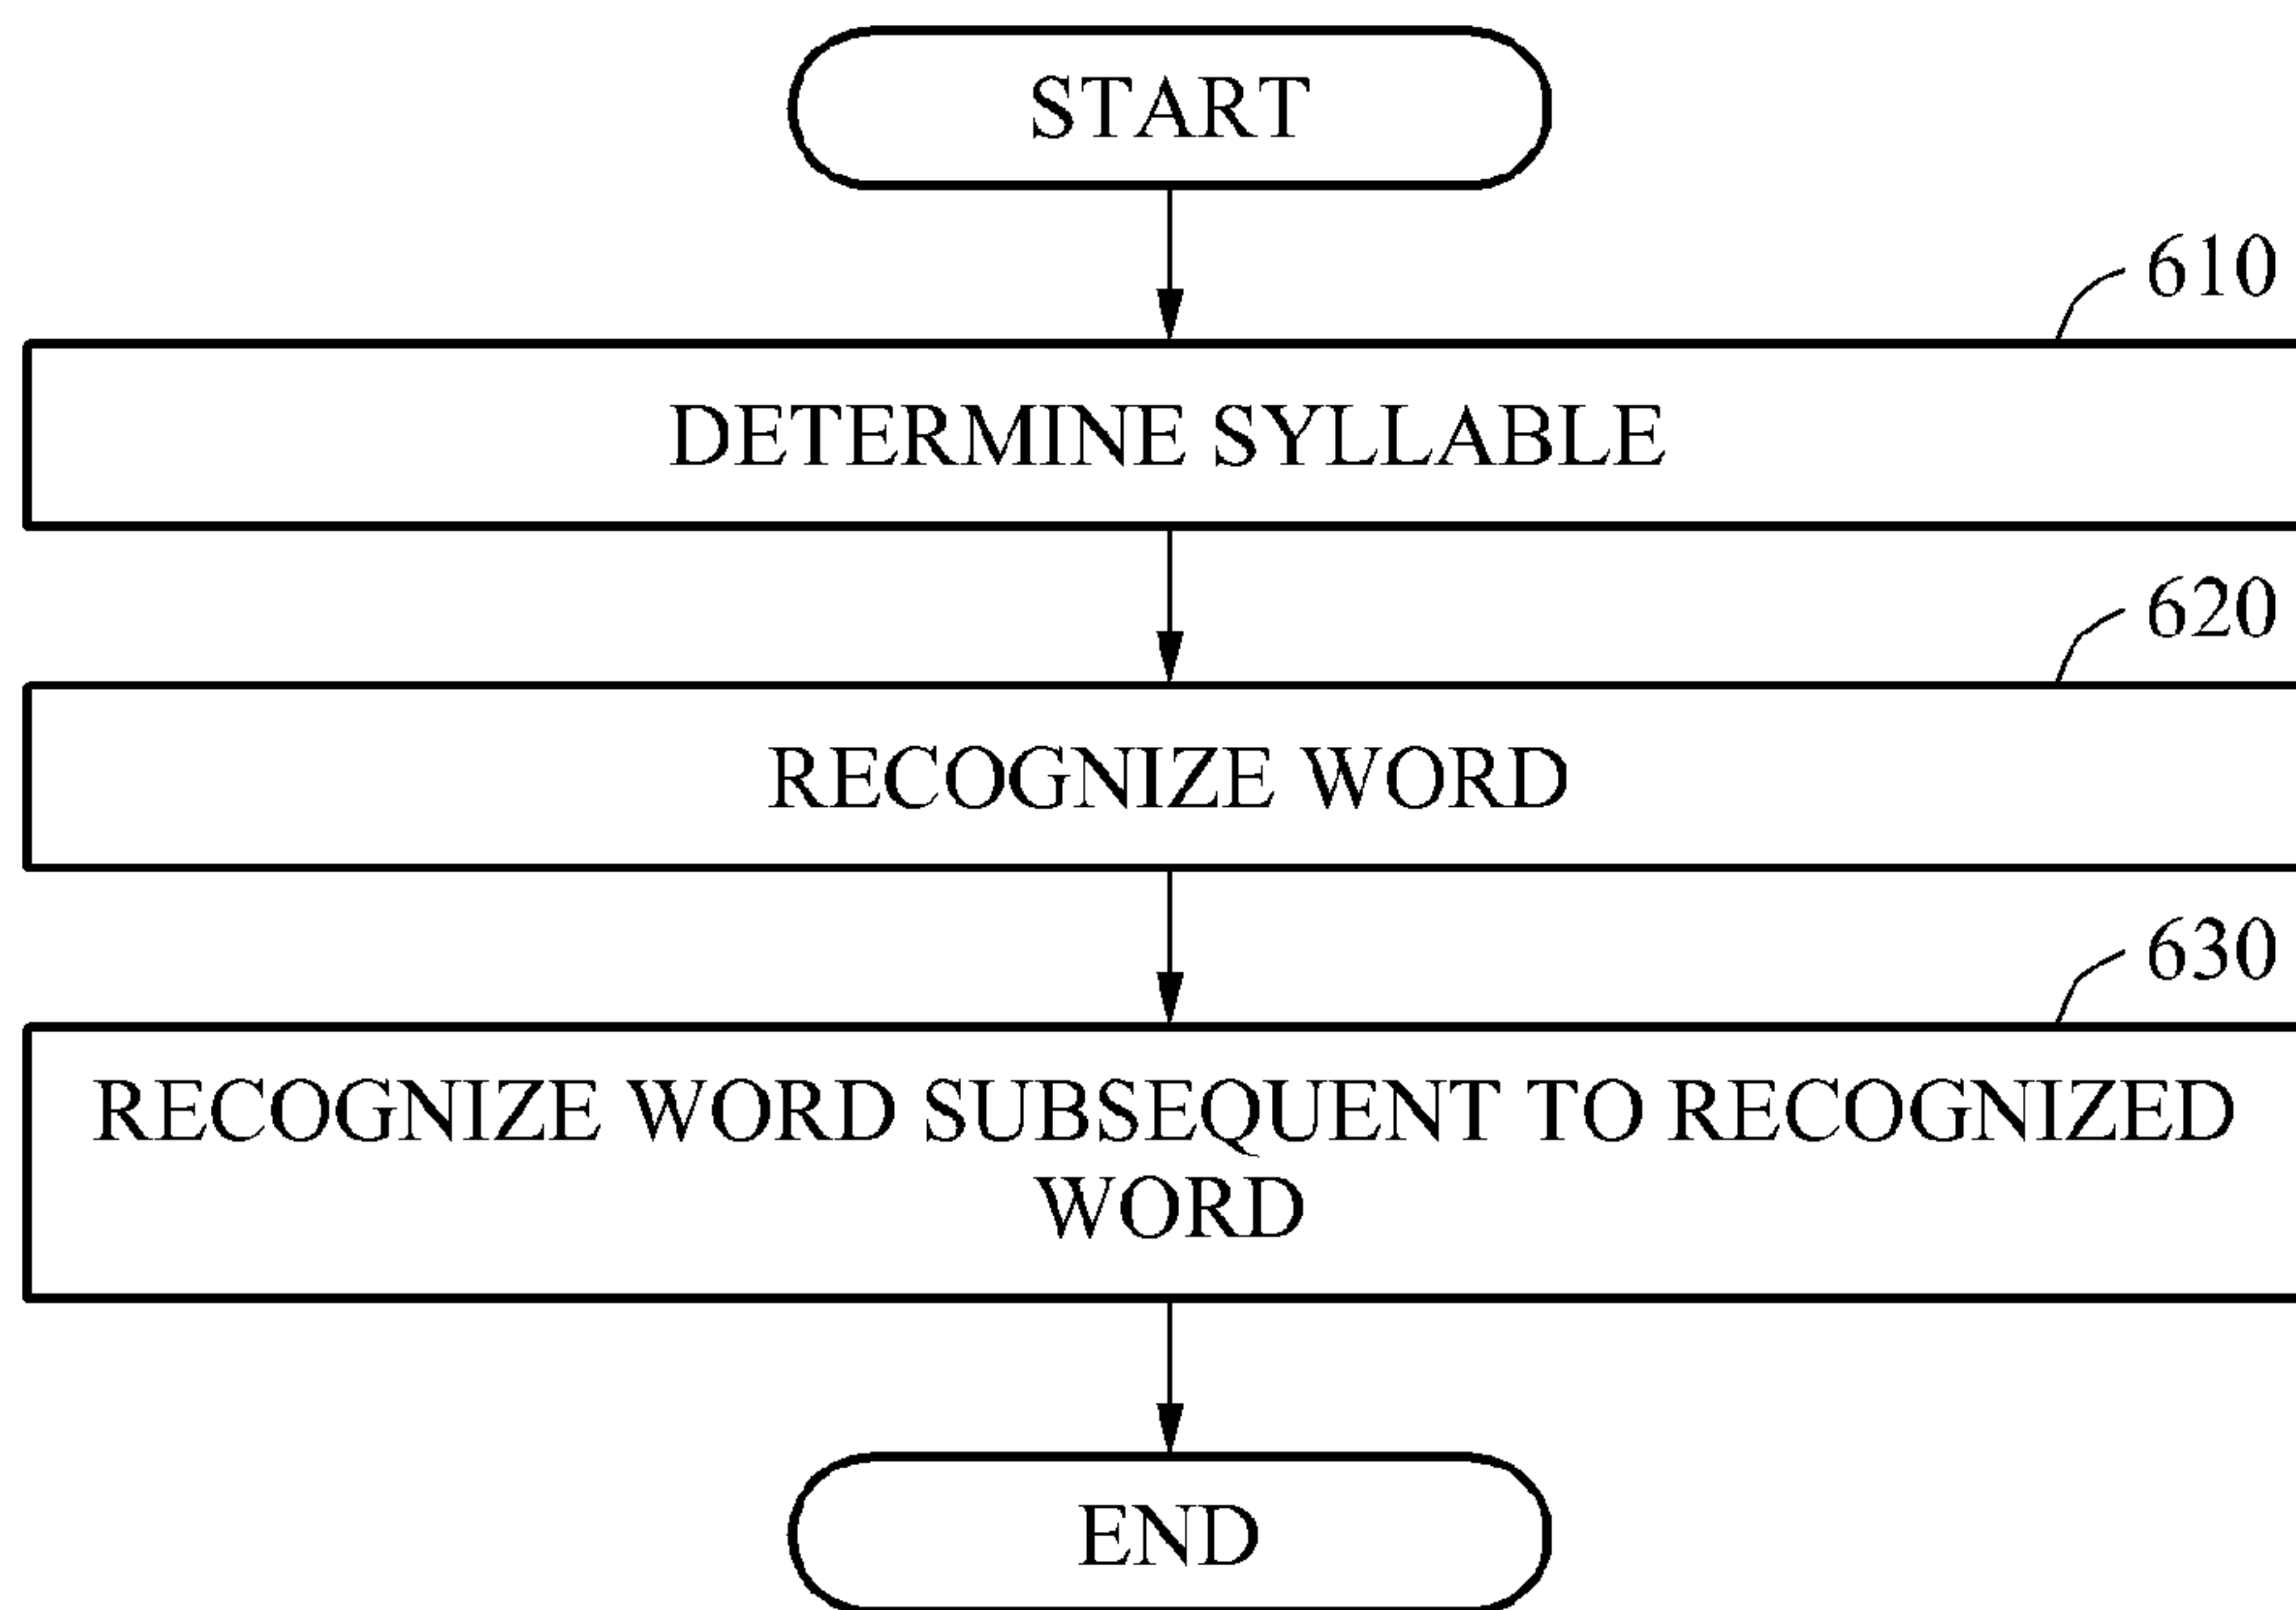 START
610
DETERMINE SYLLABLE
620
RECOGNIZE WORD
630
RECOGNIZE WORD SUBSEQUENT TO RECOGNIZED
WORD
END